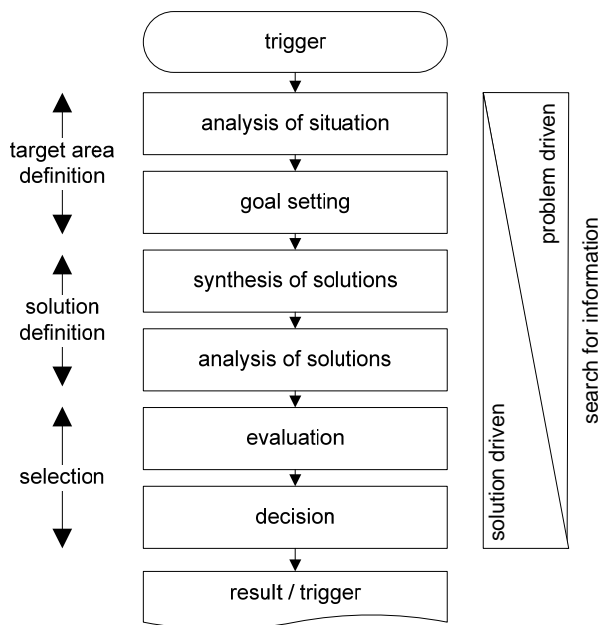 trigger
analysis of situation
target area
definition
goal setting
synthesis of solutions
solution
definition
analysis of solutions
evaluation
selection
decision
result / trigger
solution driven
problem driven
search for information